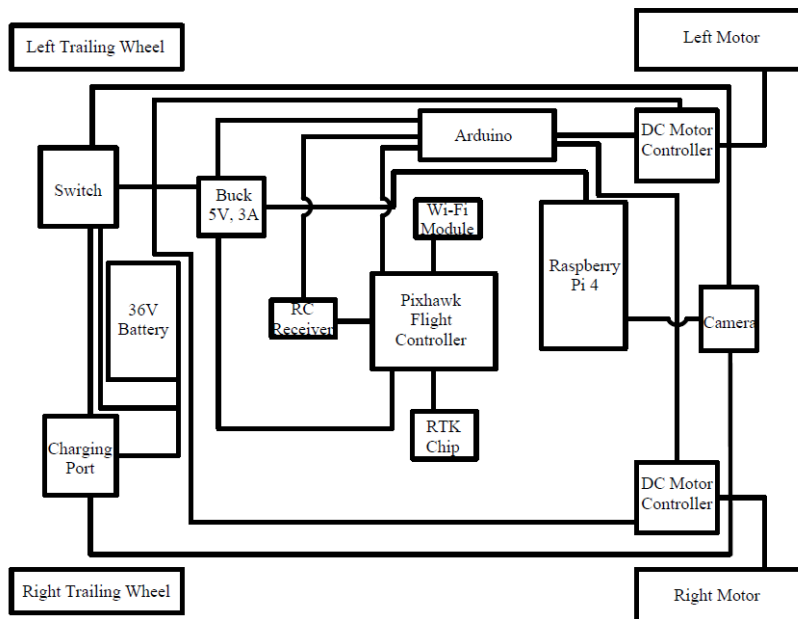 Left Trailing Wheel
Left Motor
Arduino
DC Motor
Controller
Switch
Buck
5V, 3A
Wi-Fi
Module
Raspberry
Pi 4
36V
Battery
RC
Receiver
Pixhawk
Flight
Controller
Camera
Charging
Port
RTK
Chip
DC Motor
Controller
Right Trailing Wheel
Right Motor